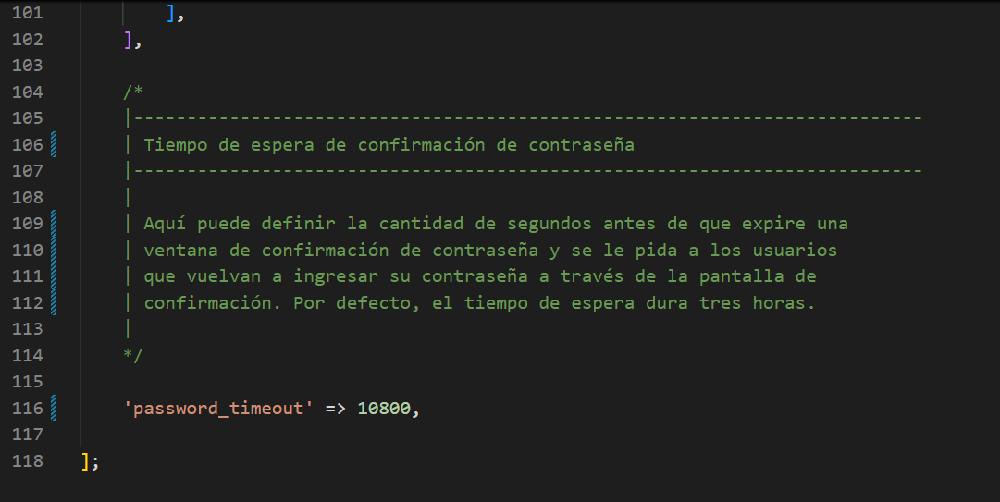 101 ],
102 ],
103
104 /*
105 |--------------------------------------------------------------------------
106 | Tiempo de espera de confirmación de contraseña
107 |--------------------------------------------------------------------------
108 |
109 | Aquí puede definir la cantidad de segundos antes de que expire una
110 | ventana de confirmación de contraseña y se le pida a los usuarios
111 | que vuelvan a ingresar su contraseña a través de la pantalla de
112 | confirmación. Por defecto, el tiempo de espera dura tres horas.
113 |
114 */
115
116 'password_timeout' => 10800,
117
118 ];